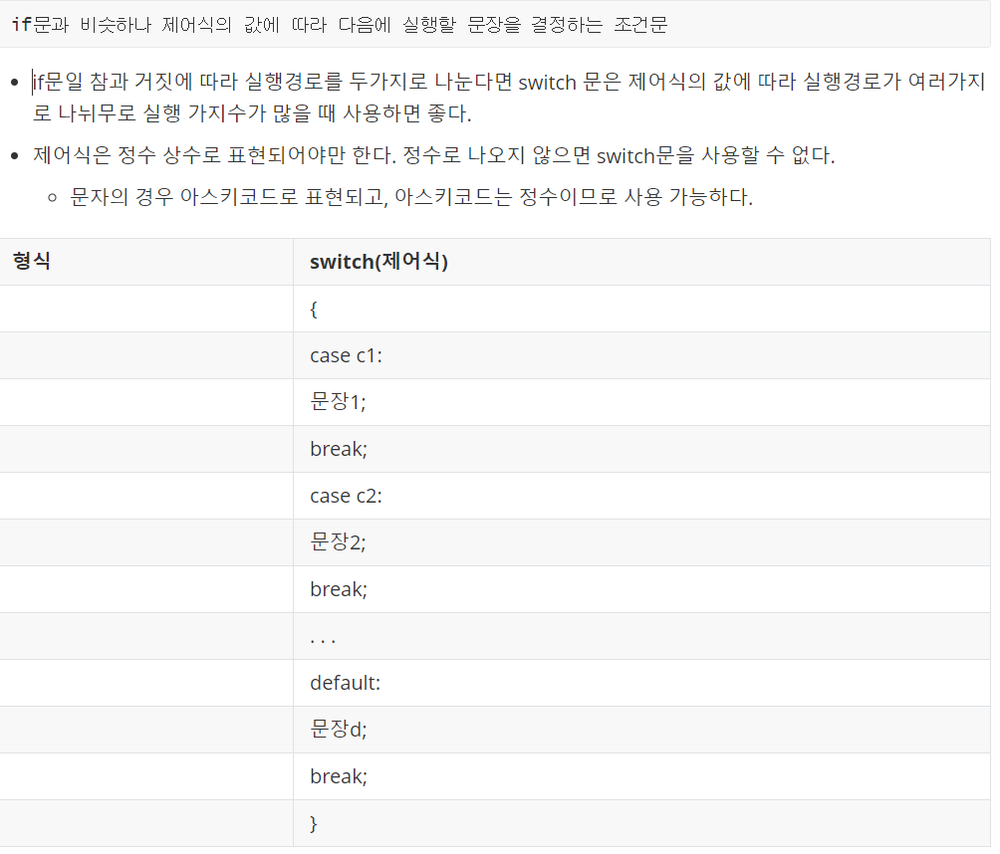 if문과 비슷하나 제어식의 값에 따라 다음에 실행할 문장을 결정하는 조건문
• if문일 참과 거짓에 따라 실행경로를 두가지로 나눈다면 switch 문은 제어식의 값에 따라 실행경로가 여러가지
로 나뉘무로 실행 가지수가 많을 때 사용하면 좋다.
• 제어식은 정수 상수로 표현되어야만 한다. 정수로 나오지 않으면 switch문을 사용할 수 없다.
◦ 문자의 경우 아스키코드로 표현되고, 아스키코드는 정수이므로 사용 가능하다.
형식 switch(제어식)
{
case c1:
문장1;
break;
case c2:
문장2;
break;
. . .
default:
문장d;
break;
}